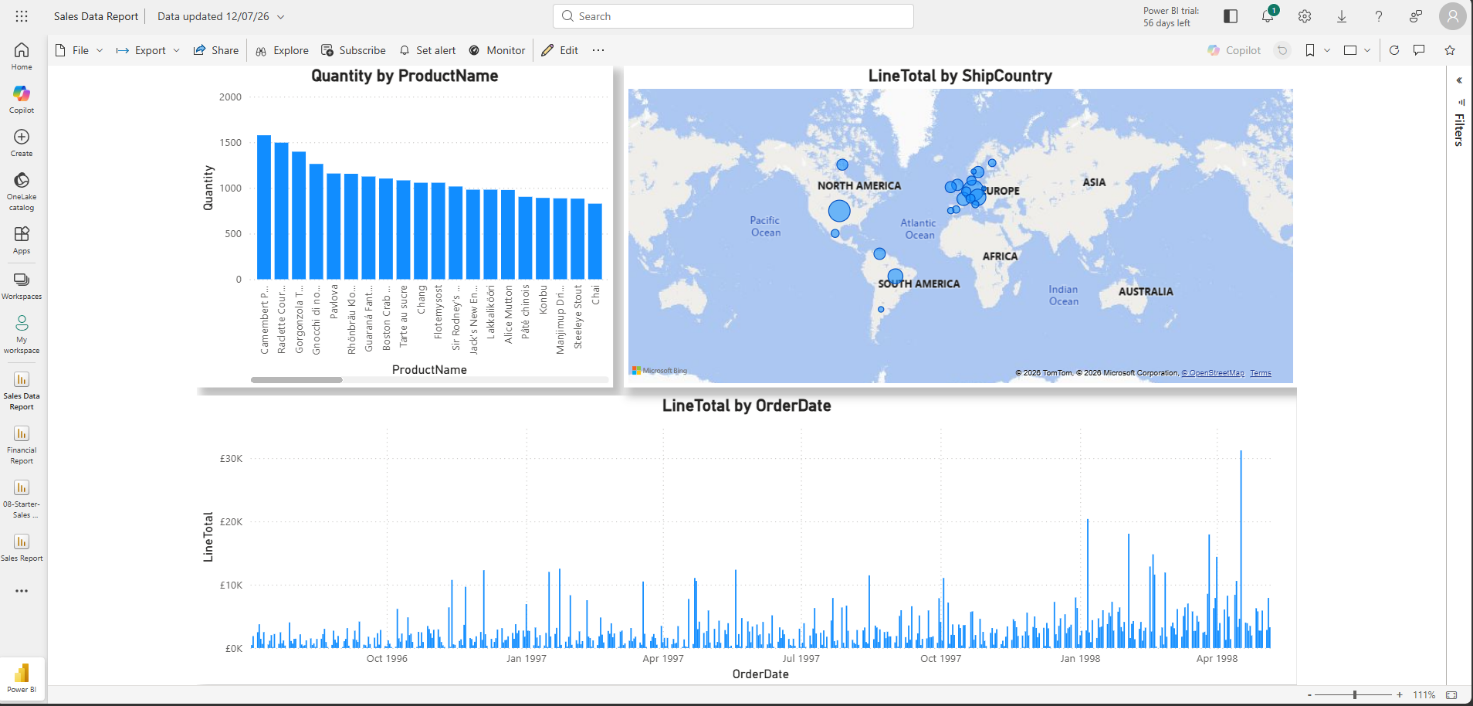 Sales Data Report
Data updated 12/07/26
Search
Power BI trial:
56 days left
1
File
Export
Share
Explore
Subscribe
Set alert
Monitor
Edit
Copilot
Home
Copilot
Create
OneLake
catalog
Apps
Workspaces
My
workspace
Sales Data
Report
Financial
Report
08-Starter-
Sales ...
Sales Report
Power BI
Filters
Quantity by ProductName
Quantity
2000
1500
1000
500
0
Camembert P...
Raclette Cour...
Gorgonzola T...
Gnocchi di no...
Pavlova
Rhönbräu Klo...
Guaraná Fant...
Boston Crab ...
Tarte au sucre
Chang
Flotemysost
Sir Rodney's ...
Jack's New En...
Lakkalikööri
Alice Mutton
Pâté chinois
Konbu
Manjimup Dri...
Steeleye Stout
Chai
ProductName
LineTotal by ShipCountry
NORTH AMERICA
EUROPE
ASIA
Pacific
Ocean
Atlantic
Ocean
AFRICA
SOUTH AMERICA
Indian
Ocean
AUSTRALIA
Microsoft Bing
© 2026 TomTom, © 2026 Microsoft Corporation, © OpenStreetMap Terms
LineTotal by OrderDate
LineTotal
£30K
£20K
£10K
£0K
Oct 1996
Jan 1997
Apr 1997
Jul 1997
Oct 1997
Jan 1998
Apr 1998
OrderDate
- + 111%